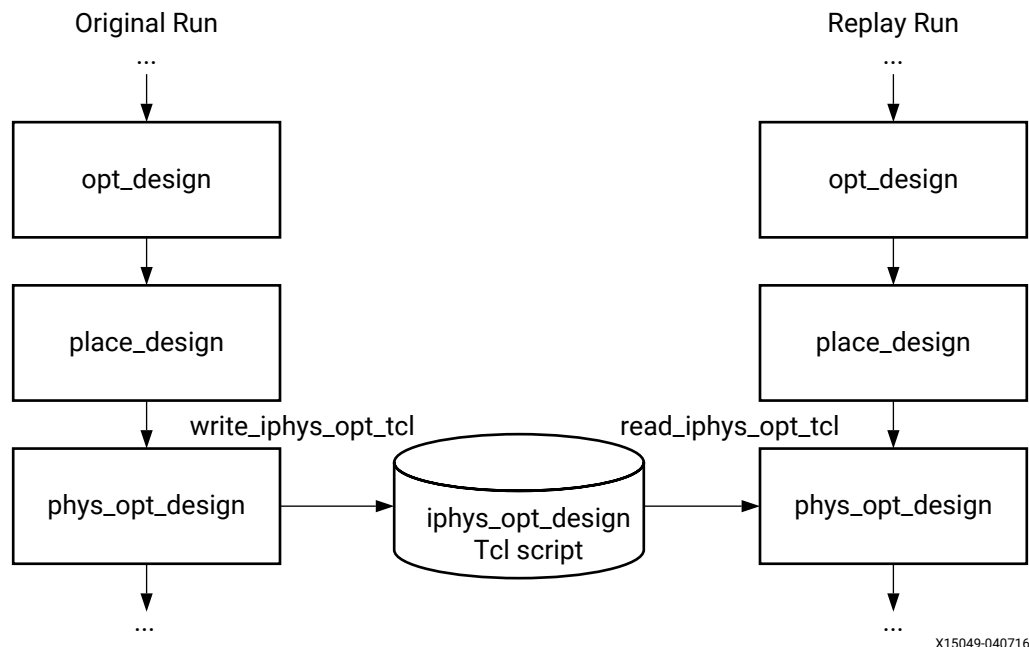 Original Run
Replay Run
...
...
opt_design
opt_design
place_design
place_design
write_iphys_opt_tcl
read_iphys_opt_tcl
phys_opt_design
iphys_opt_design
Tcl script
phys_opt_design
...
...
X15049-040716